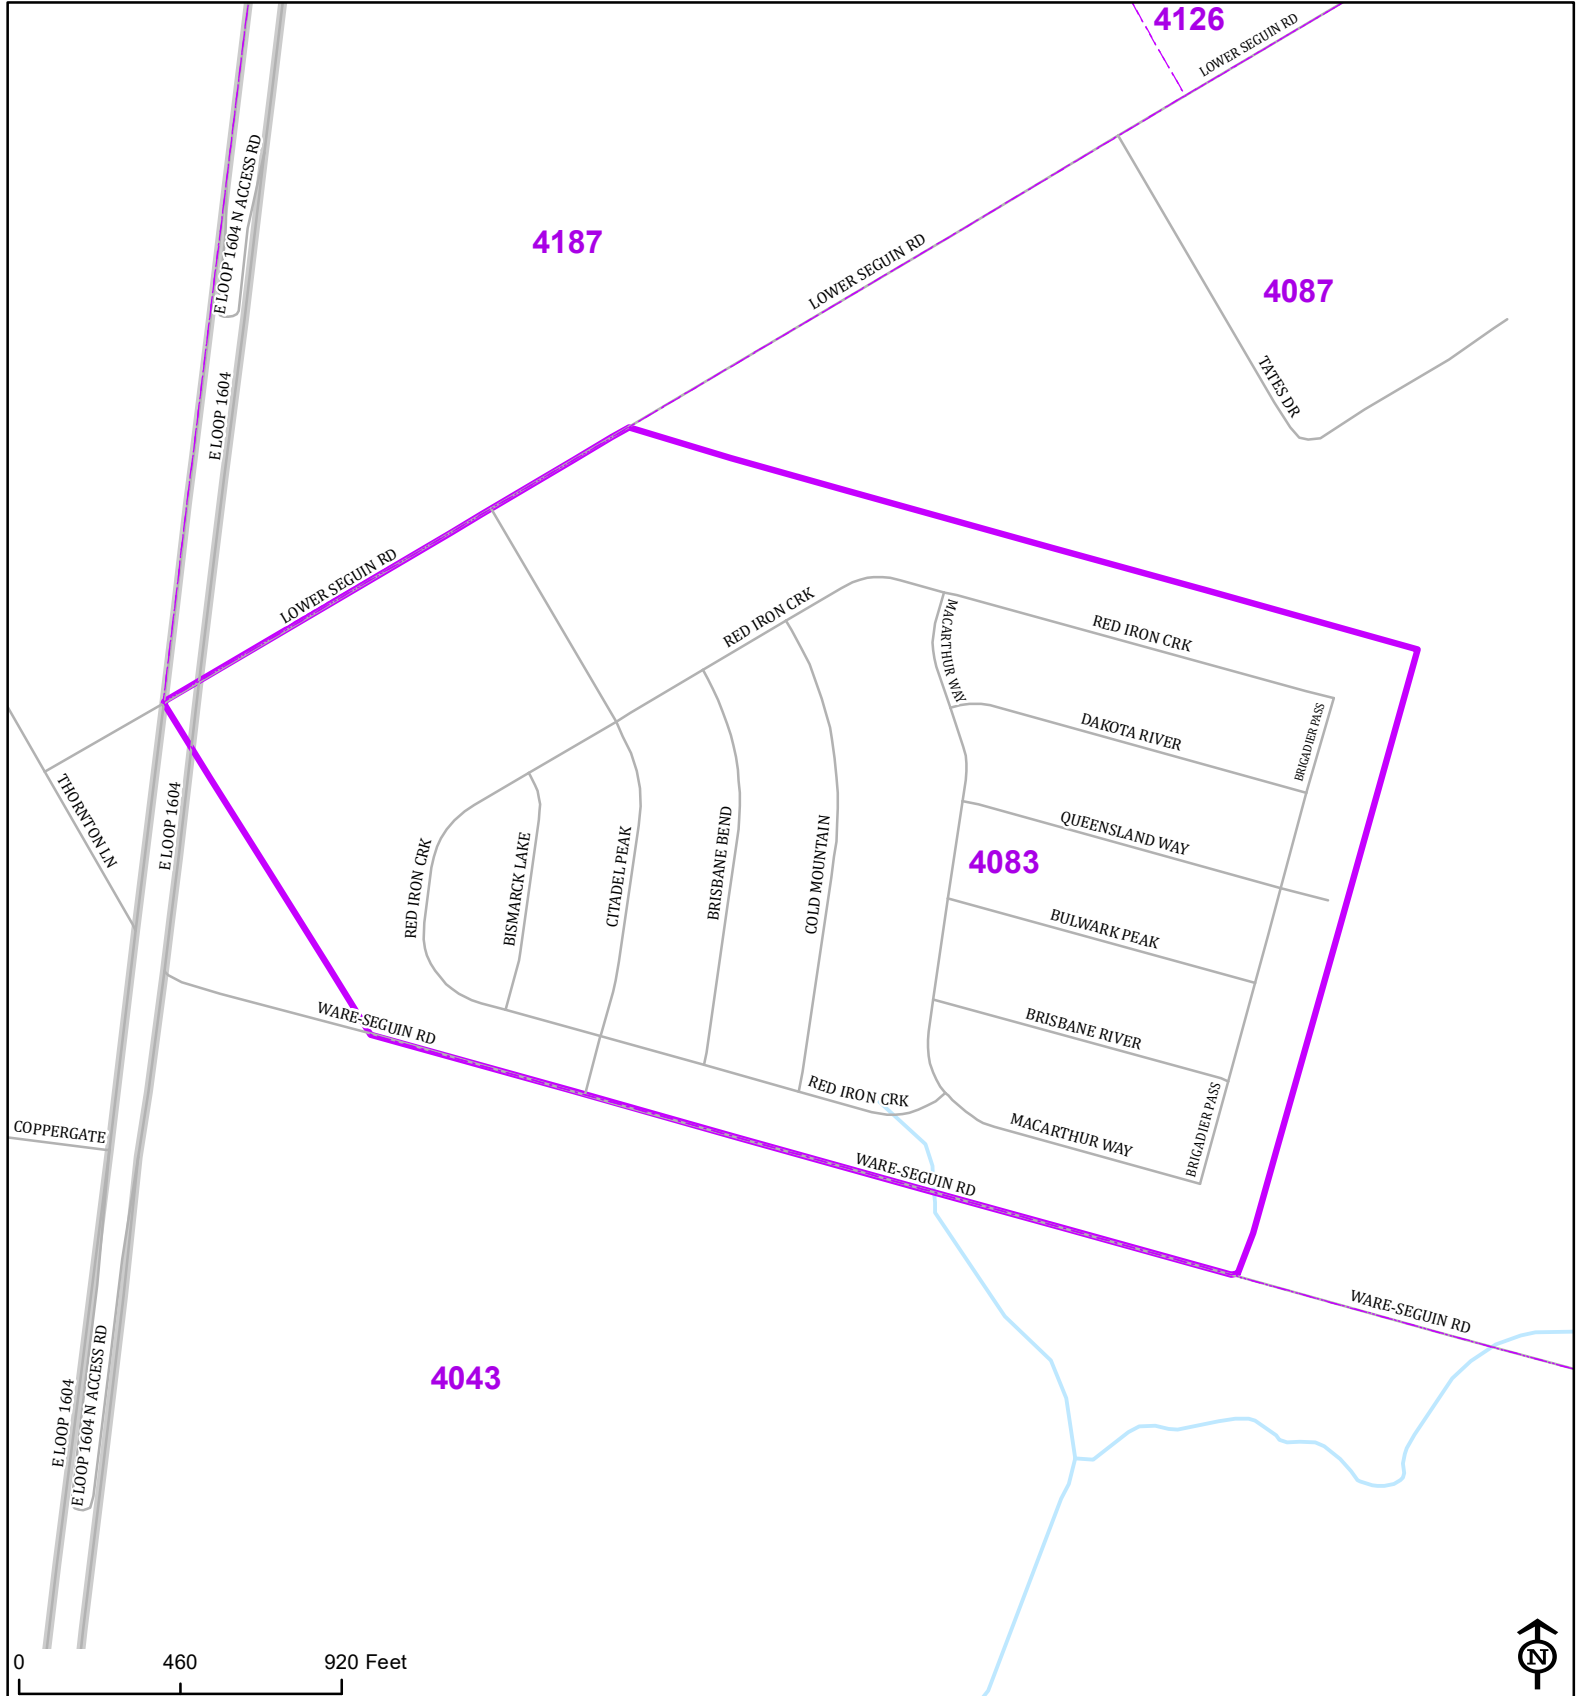 4126
LOWER SEGUIN RD
E LOOP 1604 N ACCESS RD
4187
LOWER SEGUIN RD
4087
TATES DR
E LOOP 1604
LOWER SEGUIN RD
RED IRON CRK
MACARTHUR WAY
RED IRON CRK
DAKOTA RIVER
BRIGADIER PASS
THORNTON LN
E LOOP 1604
RED IRON CRK
BISMARCK LAKE
CITADEL PEAK
BRISBANE BEND
COLD MOUNTAIN
QUEENSLAND WAY
4083
BULWARK PEAK
WARE-SEGUIN RD
BRISBANE RIVER
RED IRON CRK
MACARTHUR WAY
BRIGADIER PASS
COPPERGATE
WARE-SEGUIN RD
WARE-SEGUIN RD
4043
E LOOP 1604
E LOOP 1604 N ACCESS RD
0 460 920 Feet
N